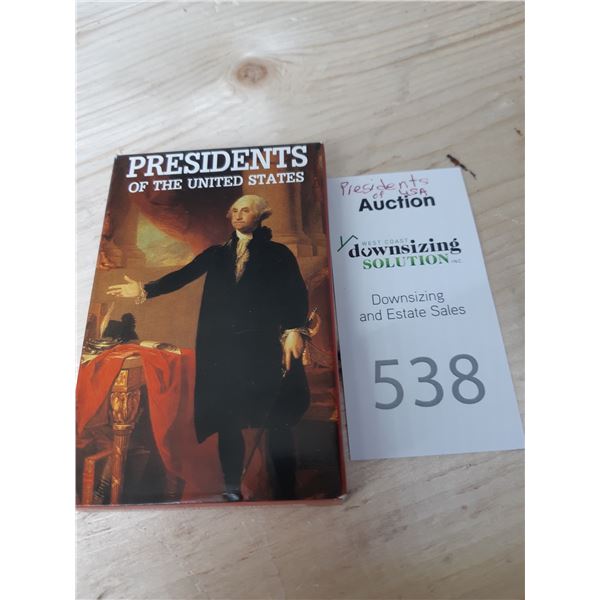 PRESIDENTS
OF THE UNITED STATES
Presidents
of USA
Auction
WEST COAST
downsizing
SOLUTION INC
Downsizing
and Estate Sales
538